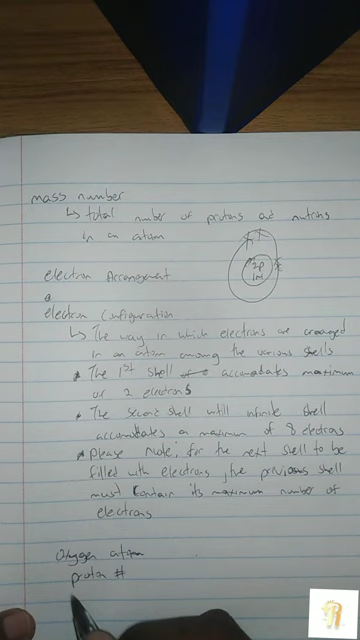 mass number
↳ total number of protons and nutrons
in an atom
electron Arrangement
electron configuration
↳ The way in which electrons are arranged
in an atom among the various shells
• The 1st shell accomodates maximum
of 2 electrons
• The second shell until infinite shell
accomodates a maximum of 8 electrons
• Please Note; for the next shell to be
filled with electrons, the previous shell
must contain its maximum number of
electrons
Oxygen atom
proton #